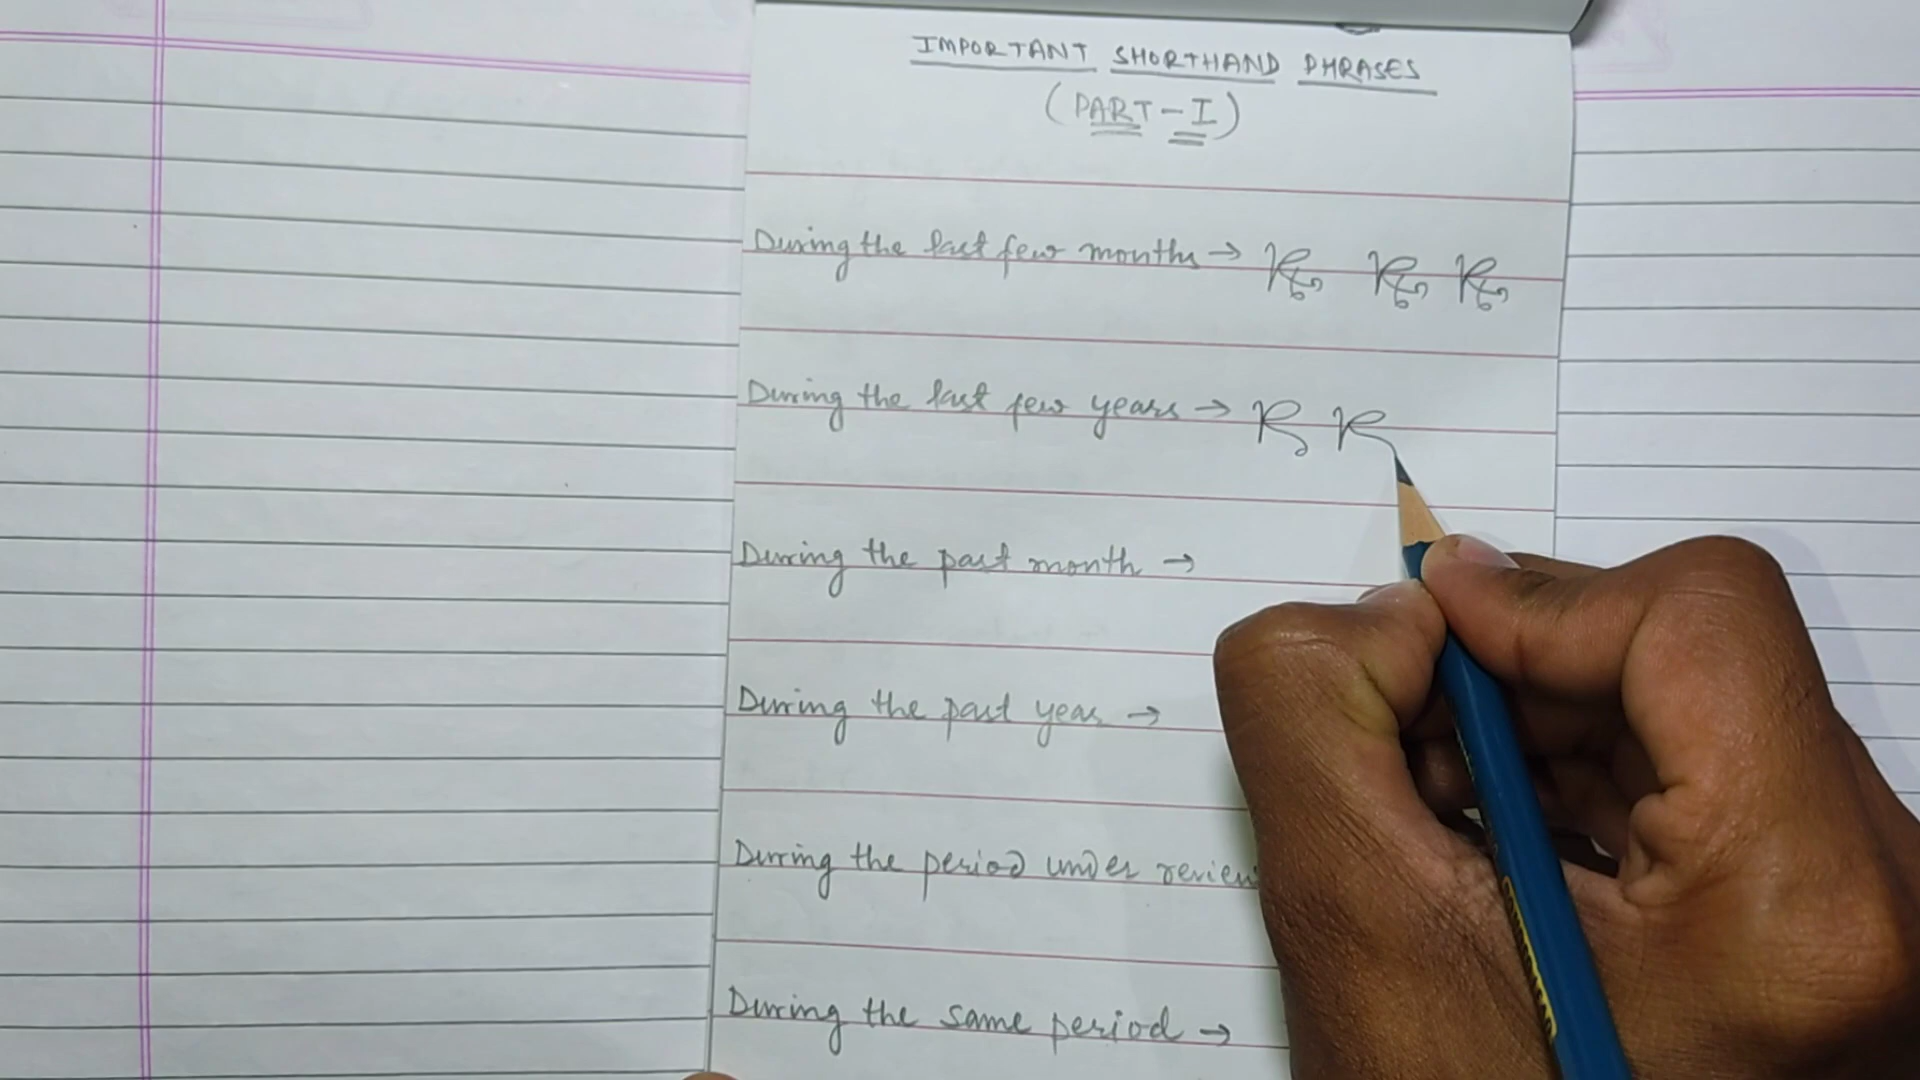 IMPORTANT SHORTHAND PHRASES
(PART-I)
During the last few months →
During the last few years →
During the past month →
During the past year →
During the period under review
During the same period →